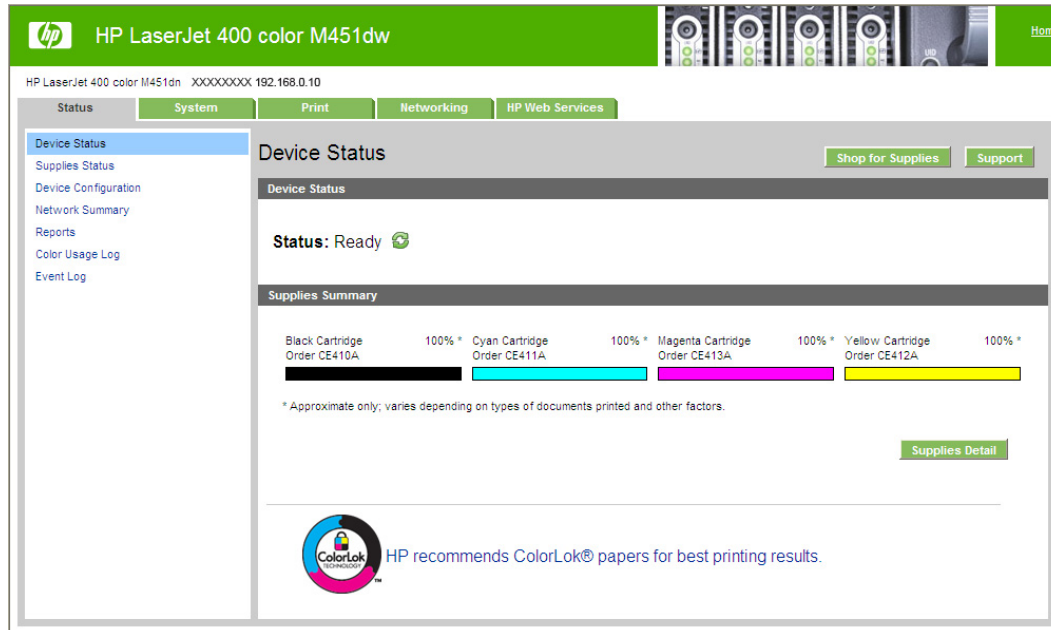 hp HP LaserJet 400 color M451dw
UID
HP LaserJet 400 color M451dn XXXXXXXX 192.168.0.10
Status System Print Networking HP Web Services
Device Status
Supplies Status
Device Configuration
Network Summary
Reports
Color Usage Log
Event Log
Device Status
Shop for Supplies Support
Device Status
Status: Ready
Supplies Summary
Black Cartridge 100% *
Order CE410A
Cyan Cartridge 100% *
Order CE411A
Magenta Cartridge 100% *
Order CE413A
Yellow Cartridge 100% *
Order CE412A
* Approximate only; varies depending on types of documents printed and other factors.
Supplies Detail
ColorLok
TECHNOLOGY
TM
HP recommends ColorLok® papers for best printing results.